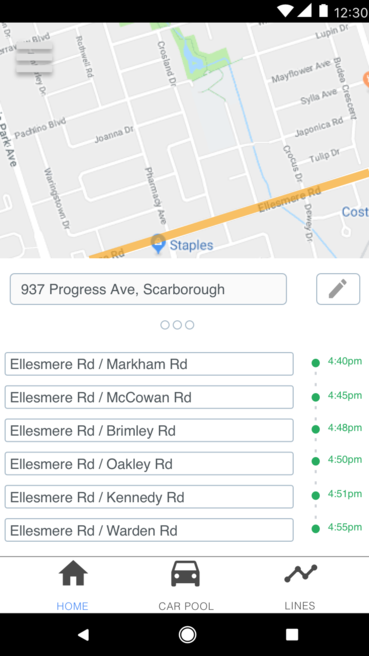 12:30
Lupin Dr
Rothwell Rd
Crosland Dr
Mayflower Ave
Budea Crescent
Sylla Ave
Pachino Blvd
Joanna Dr
Japonica Rd
Park Ave
Crocus Dr
Tulip Dr
Waringstown Dr
Pharmacy Ave
Ellesmere Rd
Dewey Dr
Cost
Staples
Rd
937 Progress Ave, Scarborough
Ellesmere Rd / Markham Rd 4:40pm
Ellesmere Rd / McCowan Rd 4:45pm
Ellesmere Rd / Brimley Rd 4:48pm
Ellesmere Rd / Oakley Rd 4:50pm
Ellesmere Rd / Kennedy Rd 4:51pm
Ellesmere Rd / Warden Rd 4:55pm
HOME CAR POOL LINES